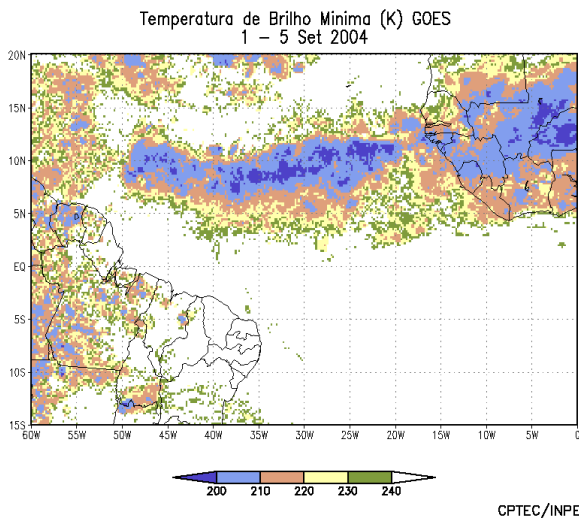 Temperatura de Brilho Minima (K) GOES
1 – 5 Set 2004
20N
15N
10N
5N
EQ
5S
10S
15S
60W 55W 50W 45W 40W 35W 30W 25W 20W 15W 10W 5W 0
200 210 220 230 240
CPTEC/INPE